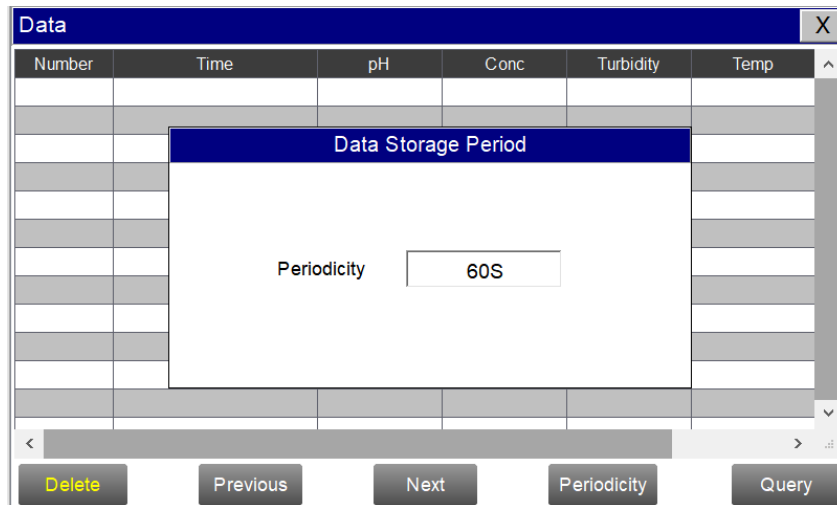 Data X
Number Time pH Conc Turbidity Temp
Data Storage Period
Periodicity 60S
Delete Previous Next Periodicity Query